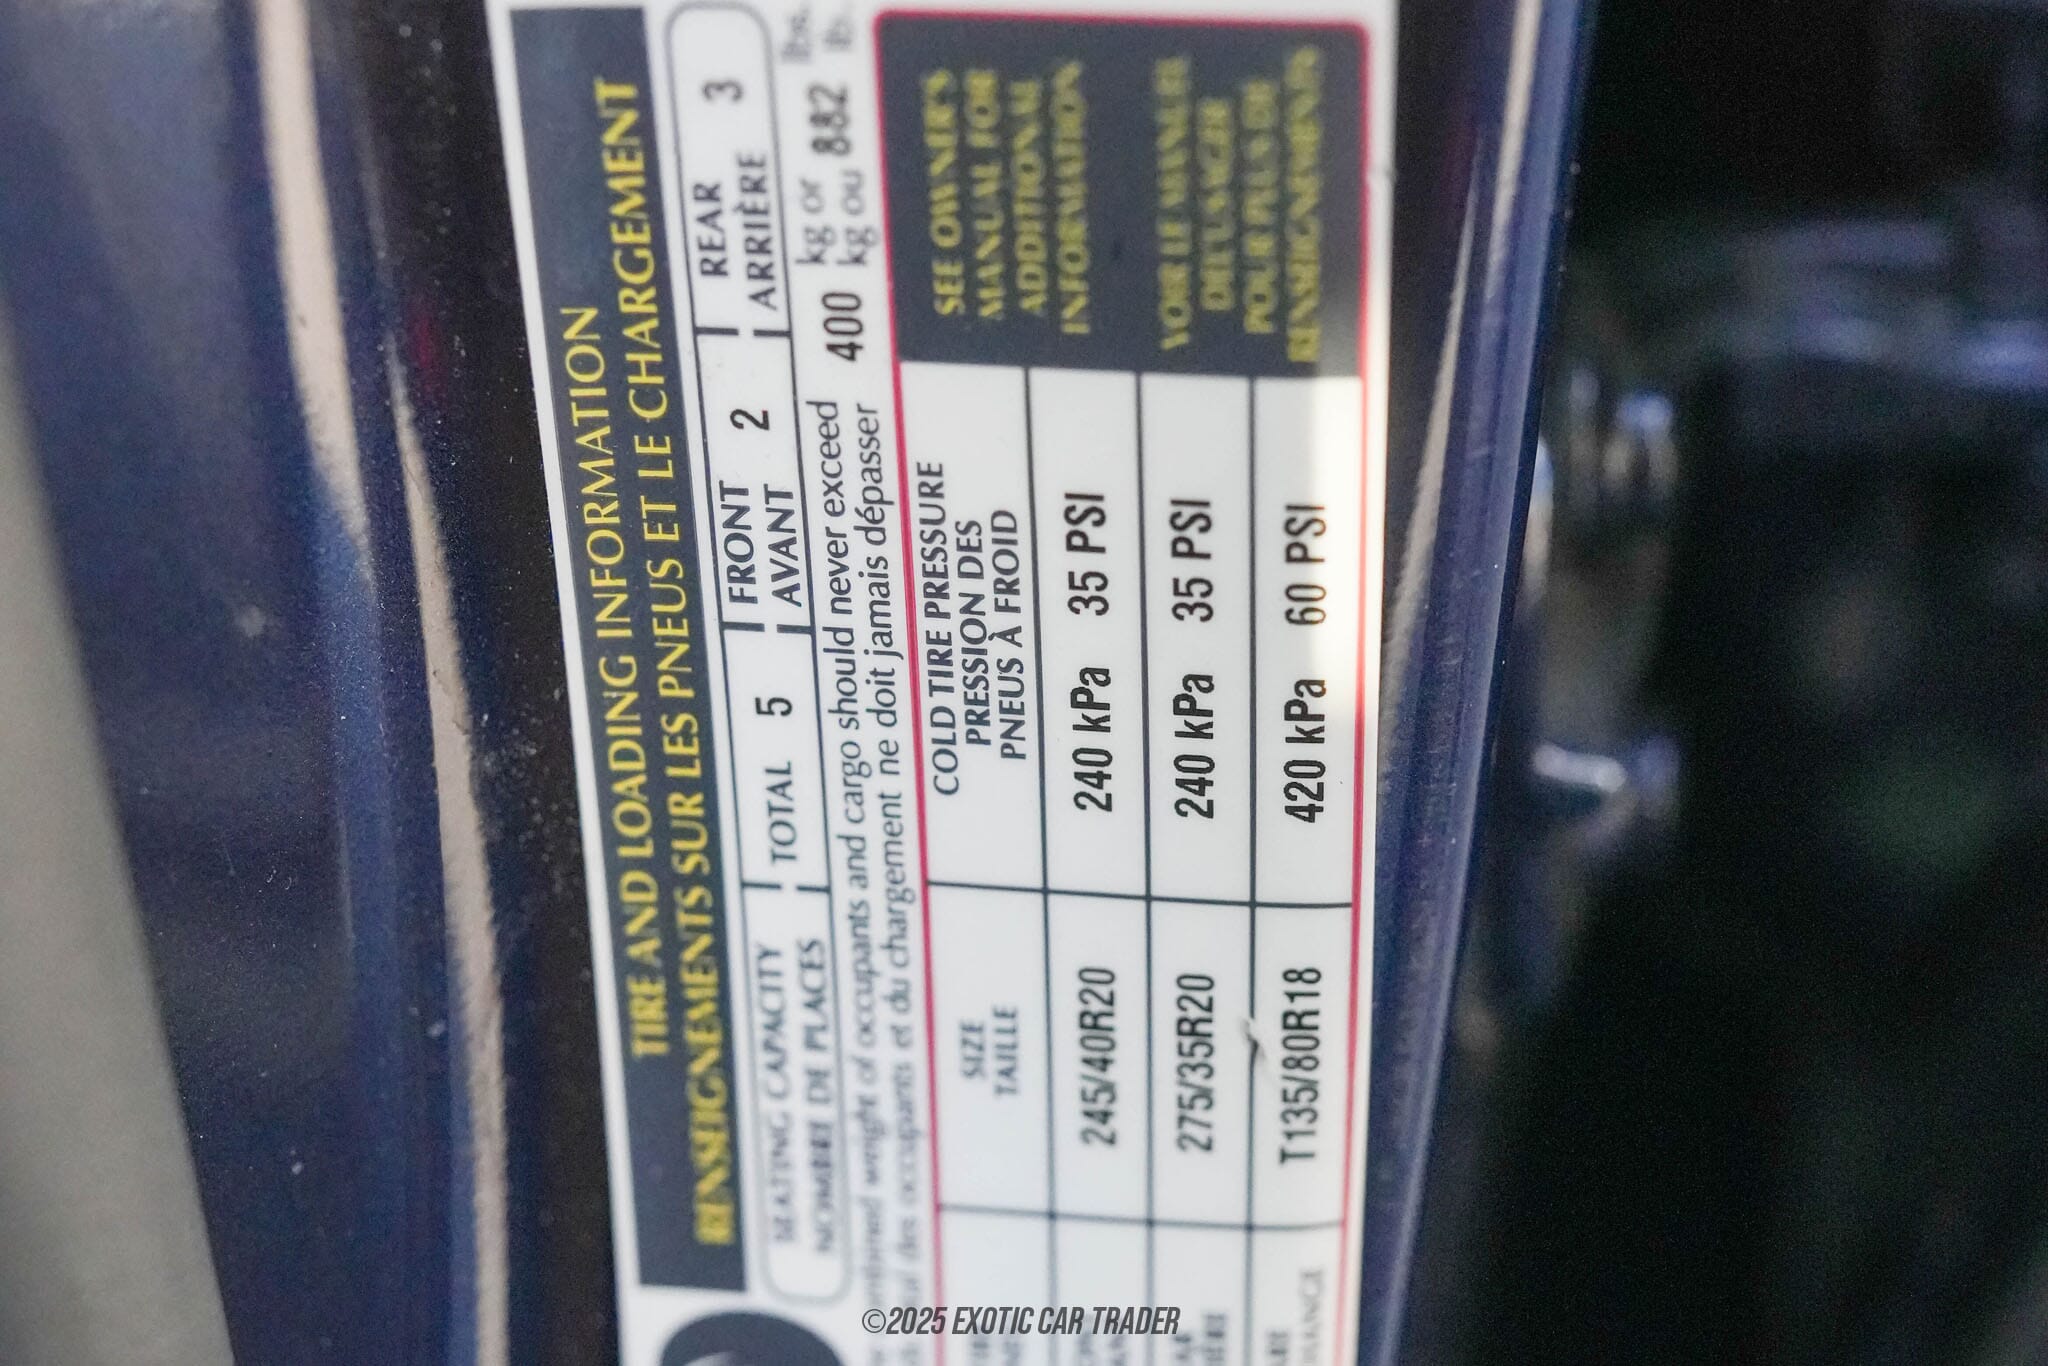 TIRE AND LOADING INFORMATION
RENSEIGNEMENTS SUR LES PNEUS ET LE CHARGEMENT
SEATING CAPACITY
NOMBRE DE PLACES
TOTAL 5
FRONT
AVANT
2
REAR
ARRIÈRE
3
weight of occupants and cargo should never exceed
des occupants et du chargement ne doit jamais dépasser
400
kg or
kg ou
882
lbs.
lb.
SIZE
TAILLE
COLD TIRE PRESSURE
PRESSION DES
PNEUS À FROID
245/40R20 240 kPa 35 PSI
275/35R20 240 kPa 35 PSI
T135/80R18 420 kPa 60 PSI
SEE OWNER'S
MANUAL FOR
ADDITIONAL
INFORMATION
VOIR LE MANUEL
DE L'USAGER
POUR PLUS DE
RENSEIGNEMENTS
©2025 EXOTIC CAR TRADER